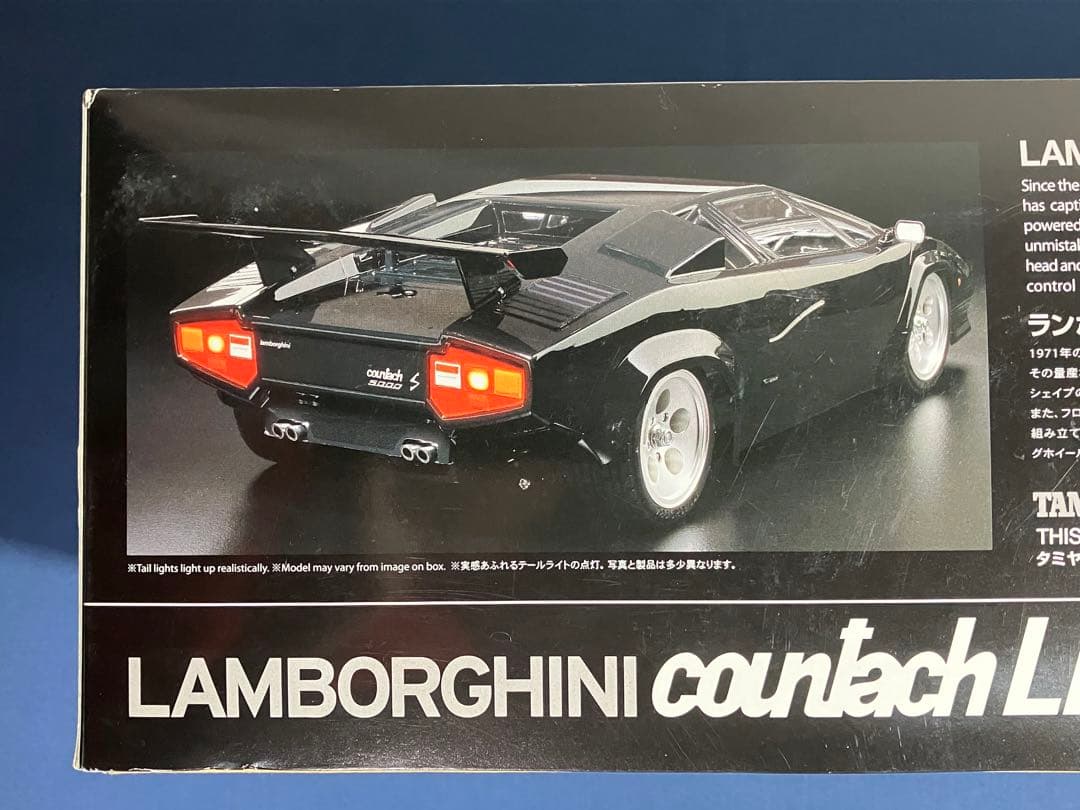 lamborghini
countach
5000 S
※Tail lights light up realistically. ※Model may vary from image on box. ※実感あふれるテールライトの点灯。写真と製品は多少異なります。
LAMBORGHINI countach L
LAM
Since the
has capti
powered
unmistak
head and
control
ラン
1971年の
その量産
シェイプの
また、フロ
組み立て
グホイール
TAM
THIS
タミヤ